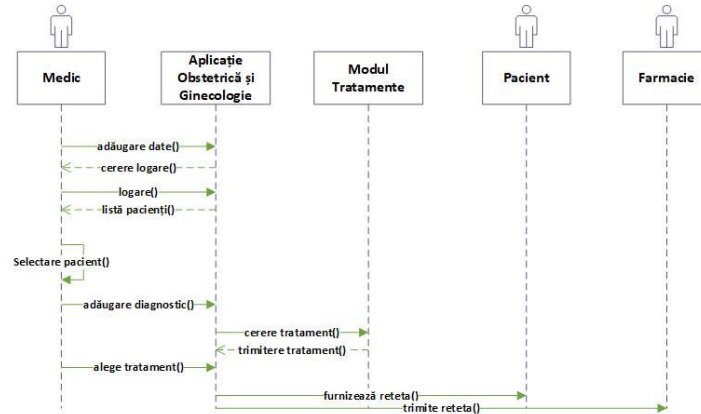 Medic
Aplicație
Obstetrică și
Ginecologie
Modul
Tratamente
Pacient
Farmacie
adăugare date()
cerere logare()
logare()
listă pacienți()
Selectare pacient()
adăugare diagnostic()
cerere tratament()
trimitere tratament()
alege tratament()
furnizează reteta()
trimite reteta()